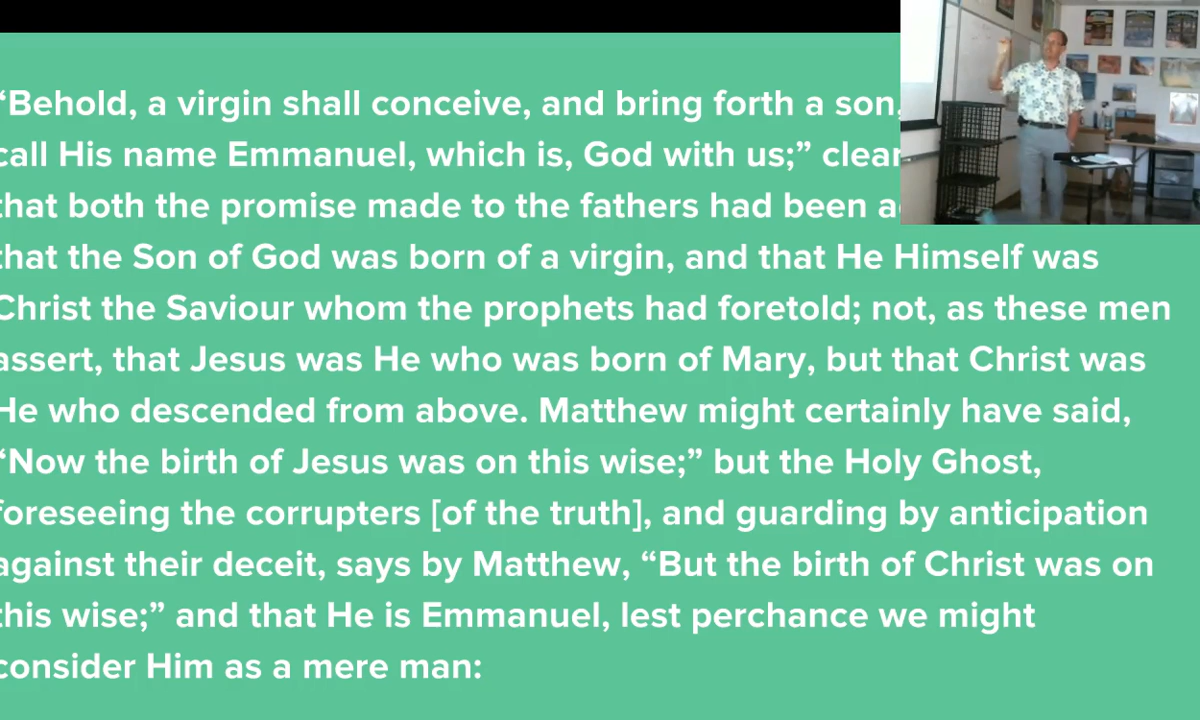 “Behold, a virgin shall conceive, and bring forth a son,
call His name Emmanuel, which is, God with us;”
that both the promise made to the fathers had been
that the Son of God was born of a virgin, and that He Himself was
Christ the Saviour whom the prophets had foretold; not, as these men
assert, that Jesus was He who was born of Mary, but that Christ was
He who descended from above. Matthew might certainly have said,
“Now the birth of Jesus was on this wise;” but the Holy Ghost,
foreseeing the corrupters [of the truth], and guarding by anticipation
against their deceit, says by Matthew, “But the birth of Christ was on
this wise;” and that He is Emmanuel, lest perchance we might
consider Him as a mere man: